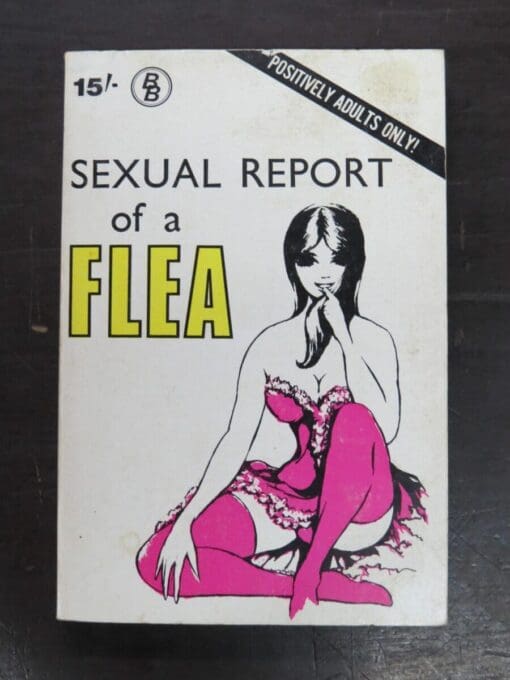 15/-
BB
POSITIVELY ADULTS ONLY!
SEXUAL REPORT
of a
FLEA